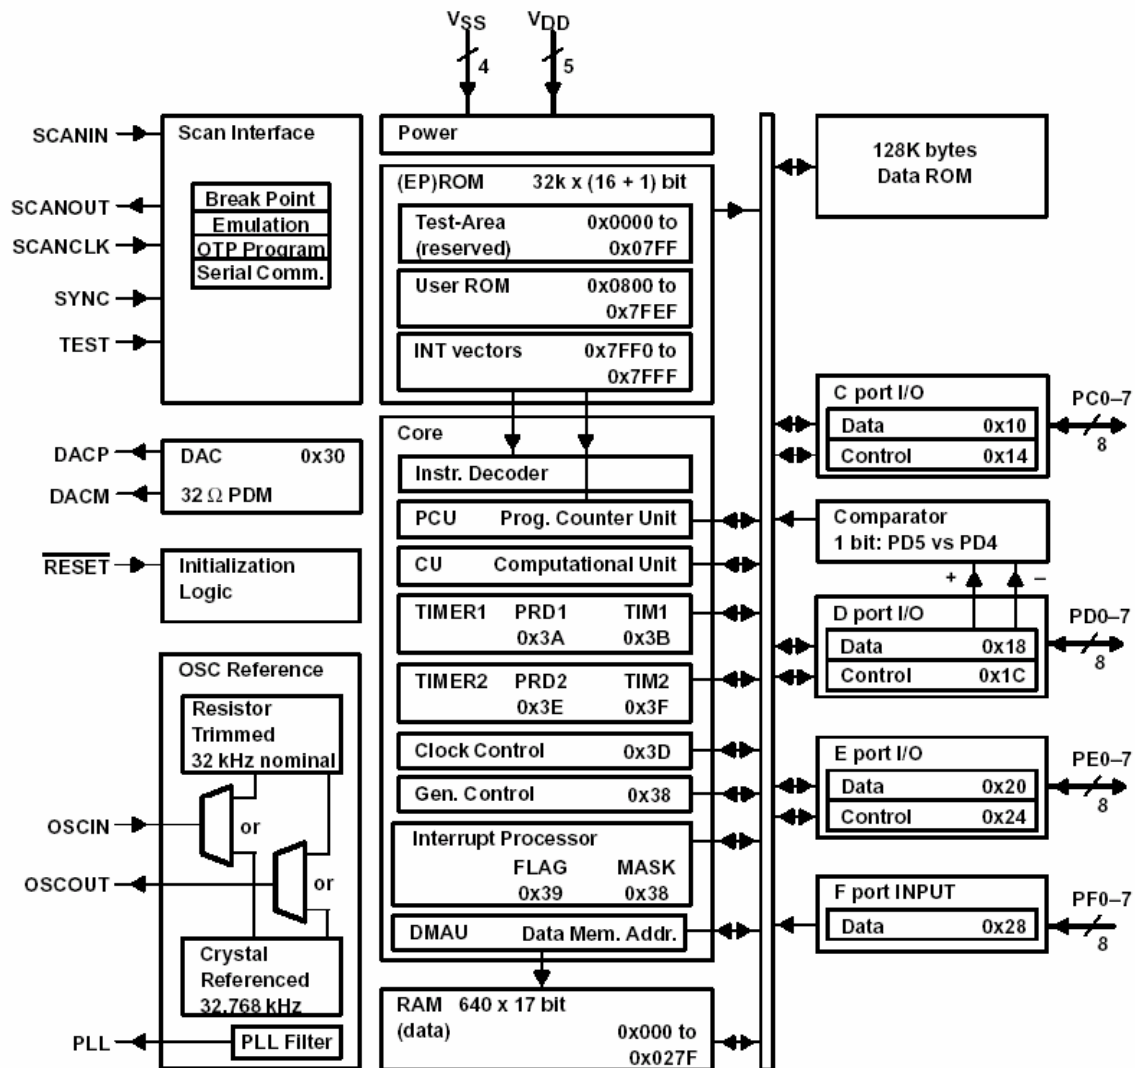 VSS VDD
4 5
SCANIN
SCANOUT
SCANCLK
SYNC
TEST
Scan Interface
Break Point
Emulation
OTP Program
Serial Comm.
DACP
DACM
DAC 0x30
32 Ω PDM
RESET
Initialization
Logic
OSC Reference
Resistor
Trimmed
32 kHz nominal
or
OSCIN
OSCOUT
or
Crystal
Referenced
32.768 kHz
PLL
PLL Filter
Power
(EP)ROM 32k x (16 + 1) bit
Test-Area 0x0000 to
(reserved) 0x07FF
User ROM 0x0800 to
0x7FEF
INT vectors 0x7FF0 to
0x7FFF
Core
Instr. Decoder
PCU Prog. Counter Unit
CU Computational Unit
TIMER1 PRD1 TIM1
0x3A 0x3B
TIMER2 PRD2 TIM2
0x3E 0x3F
Clock Control 0x3D
Gen. Control 0x38
Interrupt Processor
FLAG MASK
0x39 0x38
DMAU Data Mem. Addr.
RAM 640 x 17 bit
(data) 0x000 to
0x027F
128K bytes
Data ROM
C port I/O
Data 0x10
Control 0x14
PC0–7
8
Comparator
1 bit: PD5 vs PD4
+ –
D port I/O
Data 0x18
Control 0x1C
PD0–7
8
E port I/O
Data 0x20
Control 0x24
PE0–7
8
F port INPUT
Data 0x28
PF0–7
8